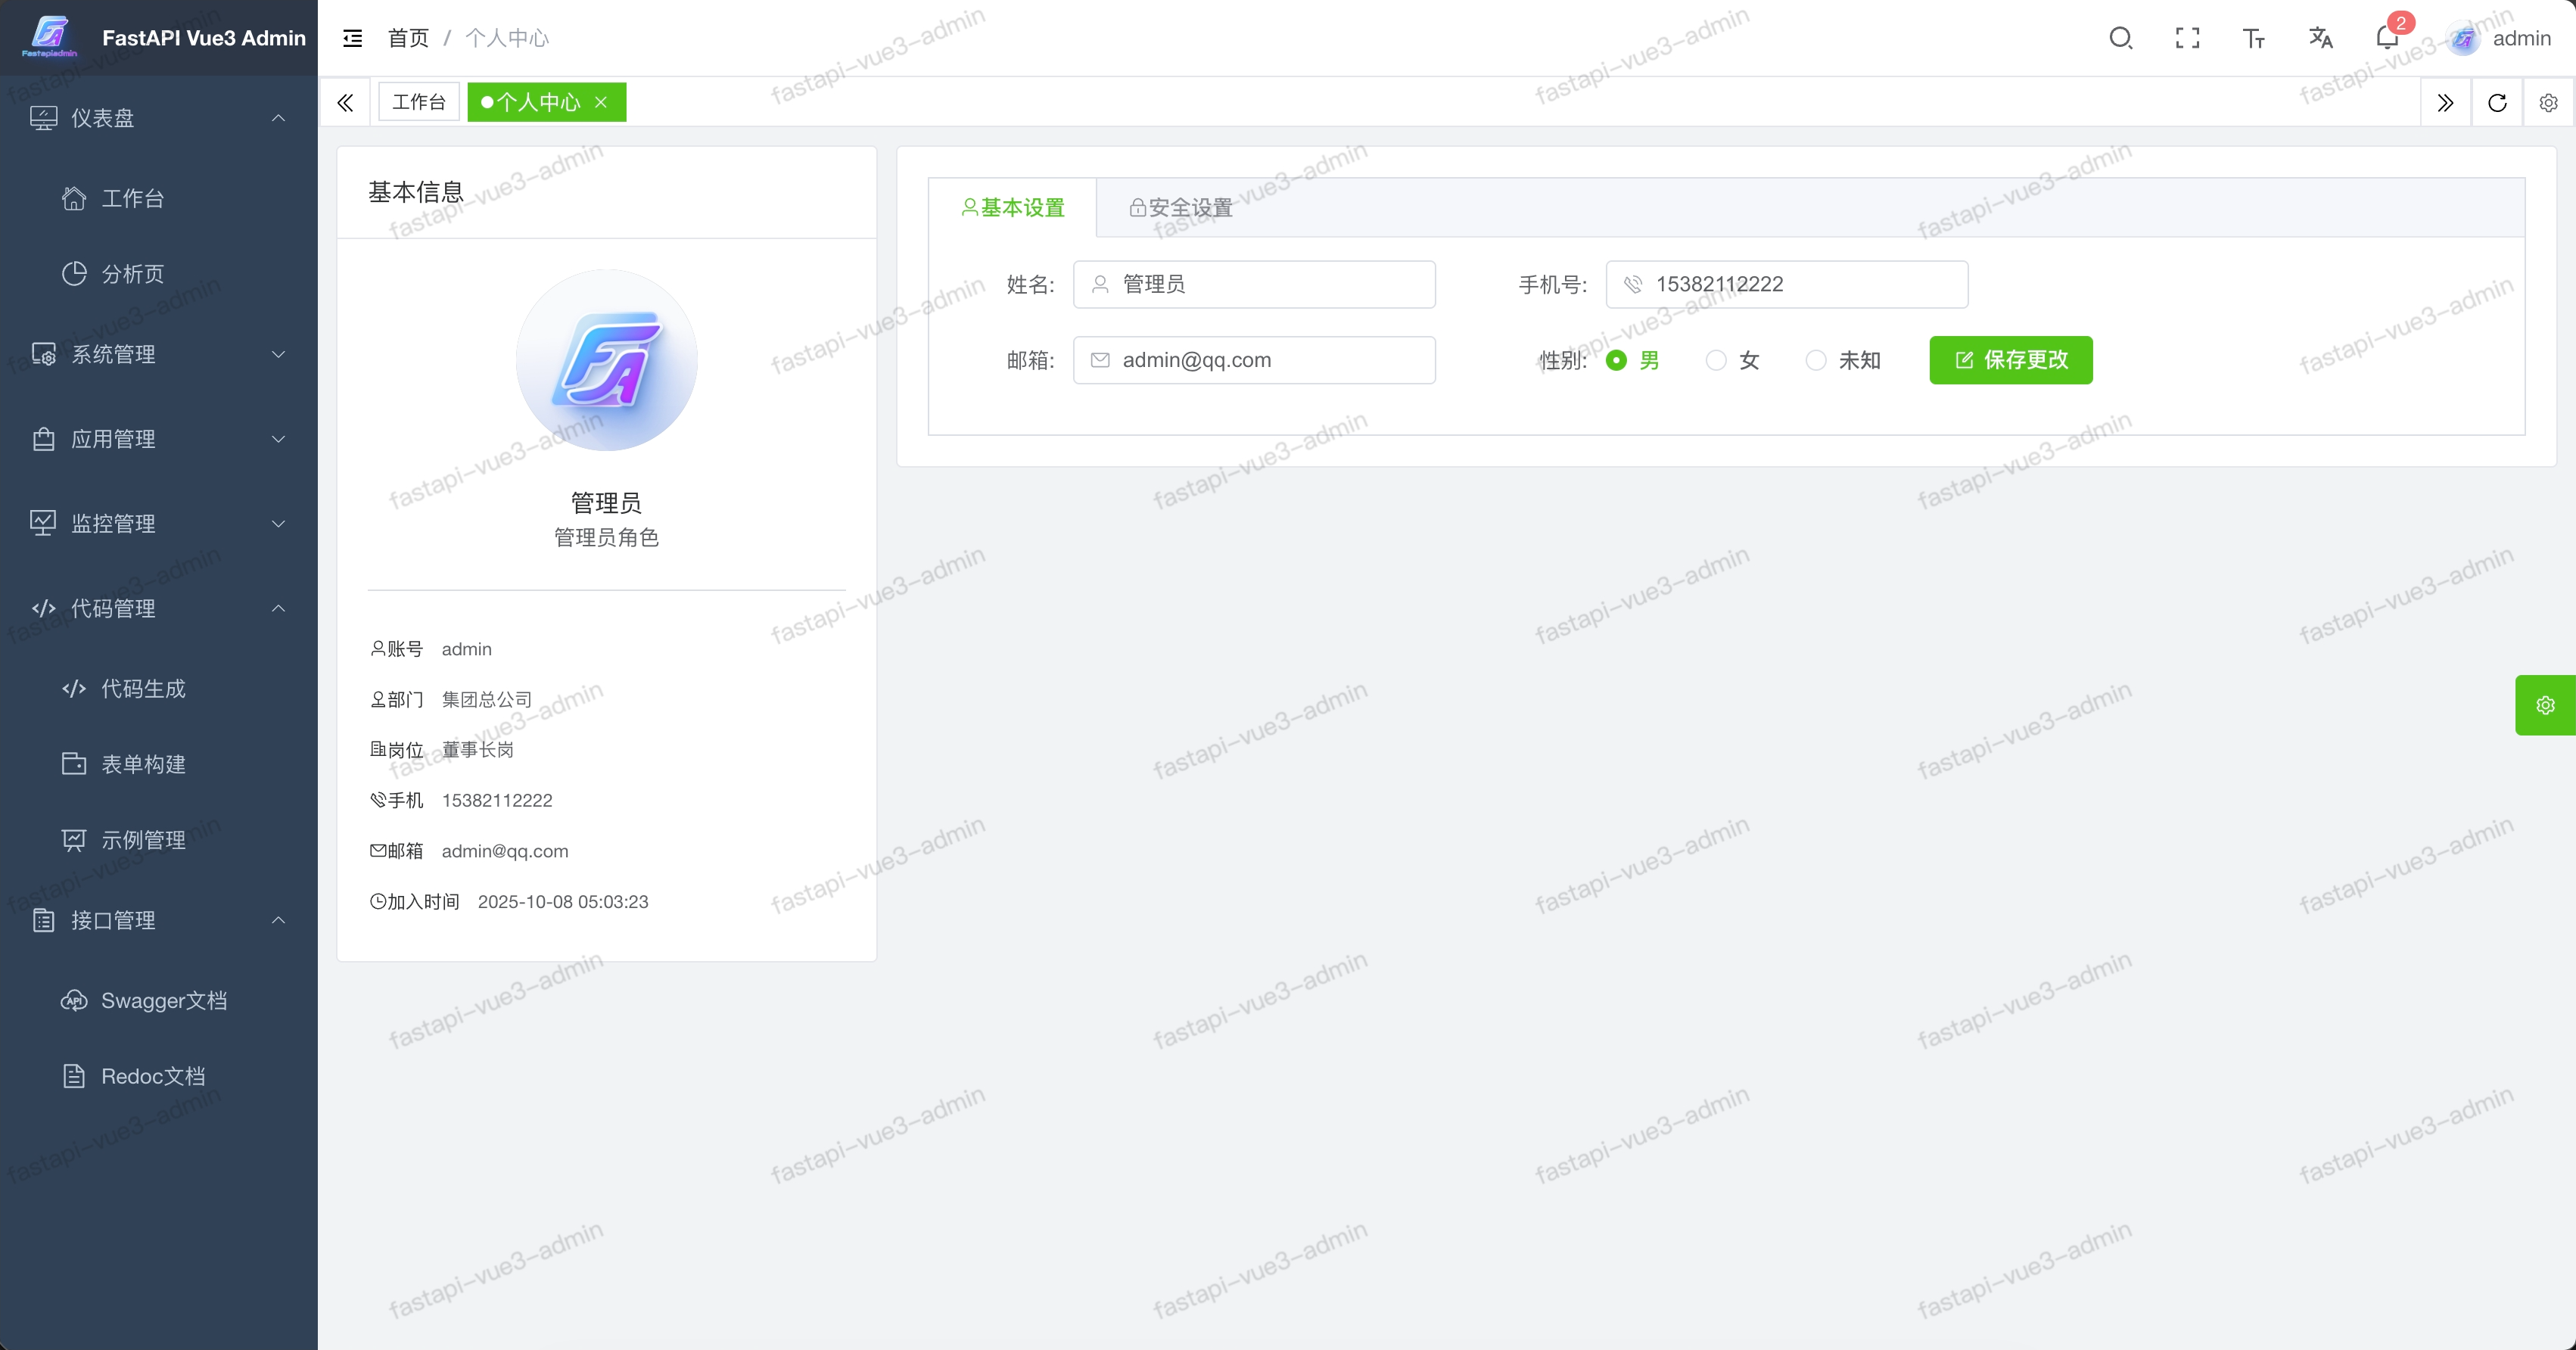 Fastapiadmin
FastAPI Vue3 Admin
首页 / 个人中心
2
admin
工作台
个人中心
仪表盘
工作台
分析页
系统管理
应用管理
监控管理
代码管理
代码生成
表单构建
示例管理
接口管理
Swagger文档
Redoc文档
基本信息
管理员
管理员角色
账号 admin
部门 集团总公司
岗位 董事长岗
手机 15382112222
邮箱 admin@qq.com
加入时间 2025-10-08 05:03:23
基本设置
安全设置
姓名: 管理员
手机号: 15382112222
邮箱: admin@qq.com
性别: 男 女 未知
保存更改
fastapi-vue3-admin